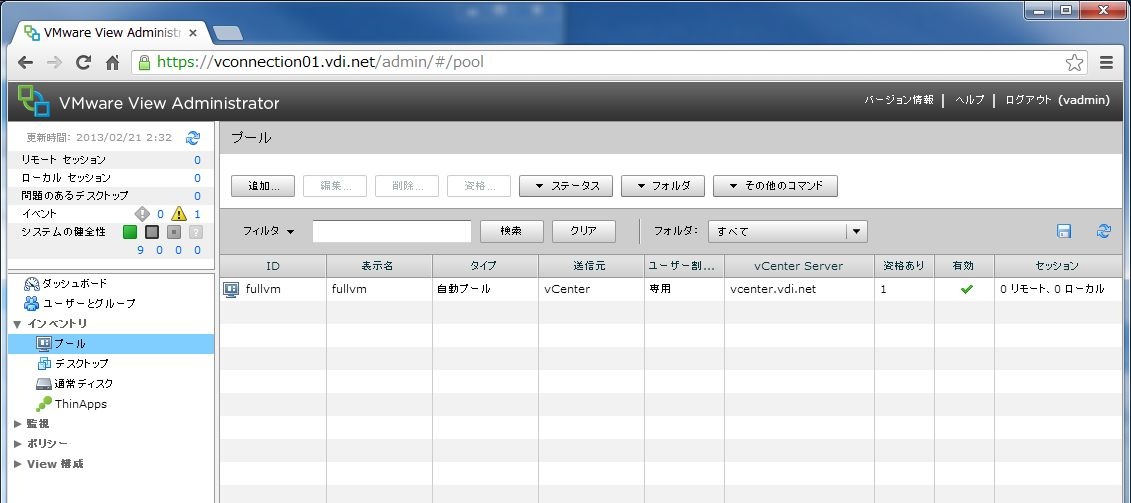 VMware View Administr
https://vconnection01.vdi.net/admin/#/pool
VMware View Administrator
バージョン情報 | ヘルプ | ログアウト (vadmin)
更新時間: 2013/02/21 2:32
リモート セッション 0
ローカル セッション 0
問題のあるデスクトップ 0
イベント 0 1
システムの健全性
9 0 0 0
ダッシュボード
ユーザーとグループ
インベントリ
プール
デスクトップ
通常ディスク
ThinApps
監視
ポリシー
View 構成
プール
追加... 編集... 削除... 資格... ステータス フォルダ その他のコマンド
フィルタ 検索 クリア フォルダ: すべて
ID 表示名 タイプ 送信元 ユーザー割... vCenter Server 資格あり 有効 セッション
fullvm fullvm 自動プール vCenter 専用 vcenter.vdi.net 1 0 リモート、0 ローカル